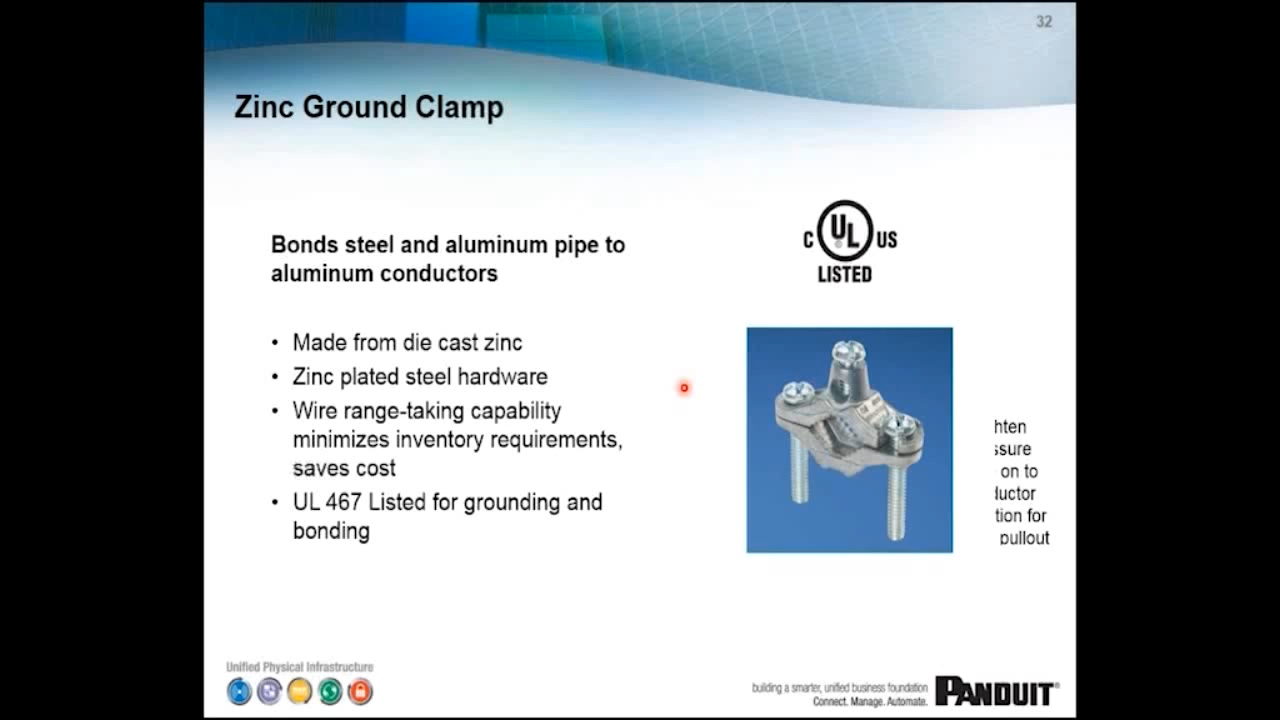 32
Zinc Ground Clamp
Bonds steel and aluminum pipe to
aluminum conductors
• Made from die cast zinc
• Zinc plated steel hardware
• Wire range-taking capability
minimizes inventory requirements,
saves cost
• UL 467 Listed for grounding and
bonding
C UL US
LISTED
hten
ssure
on to
luctor
tion for
pullout
Unified Physical Infrastructure
building a smarter, unified business foundation
Connect. Manage. Automate.
PANDUIT®